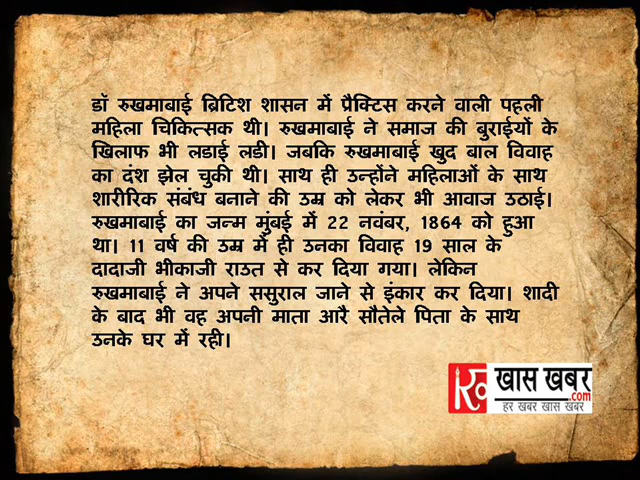 डॉ रुखमाबाई ब्रिटिश शासन में प्रैक्टिस करने वाली पहली
महिला चिकित्सक थी। रुखमाबाई ने समाज की बुराईयों के
खिलाफ भी लडाई लडी। जबकि रुखमाबाई खुद बाल विवाह
का दंश झेल चुकी थी। साथ ही उन्होंने महिलाओं के साथ
शारीरिक संबंध बनाने की उम्र को लेकर भी आवाज उठाई।
रुखमाबाई का जन्म मुंबई में 22 नवंबर, 1864 को हुआ
था। 11 वर्ष की उम्र में ही उनका विवाह 19 साल के
दादाजी भीकाजी राउत से कर दिया गया। लेकिन
रुखमाबाई ने अपने ससुराल जाने से इंकार कर दिया। शादी
के बाद भी वह अपनी माता आरै सौतेले पिता के साथ
उनके घर में रही।
खास खबर
.com
हर खबर खास खबर